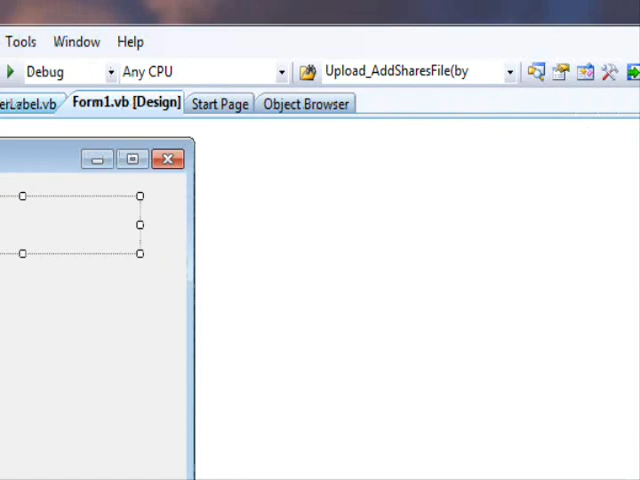 Tools Window Help
Debug Any CPU Upload_AddSharesFile(by
erLabel.vb Form1.vb [Design] Start Page Object Browser